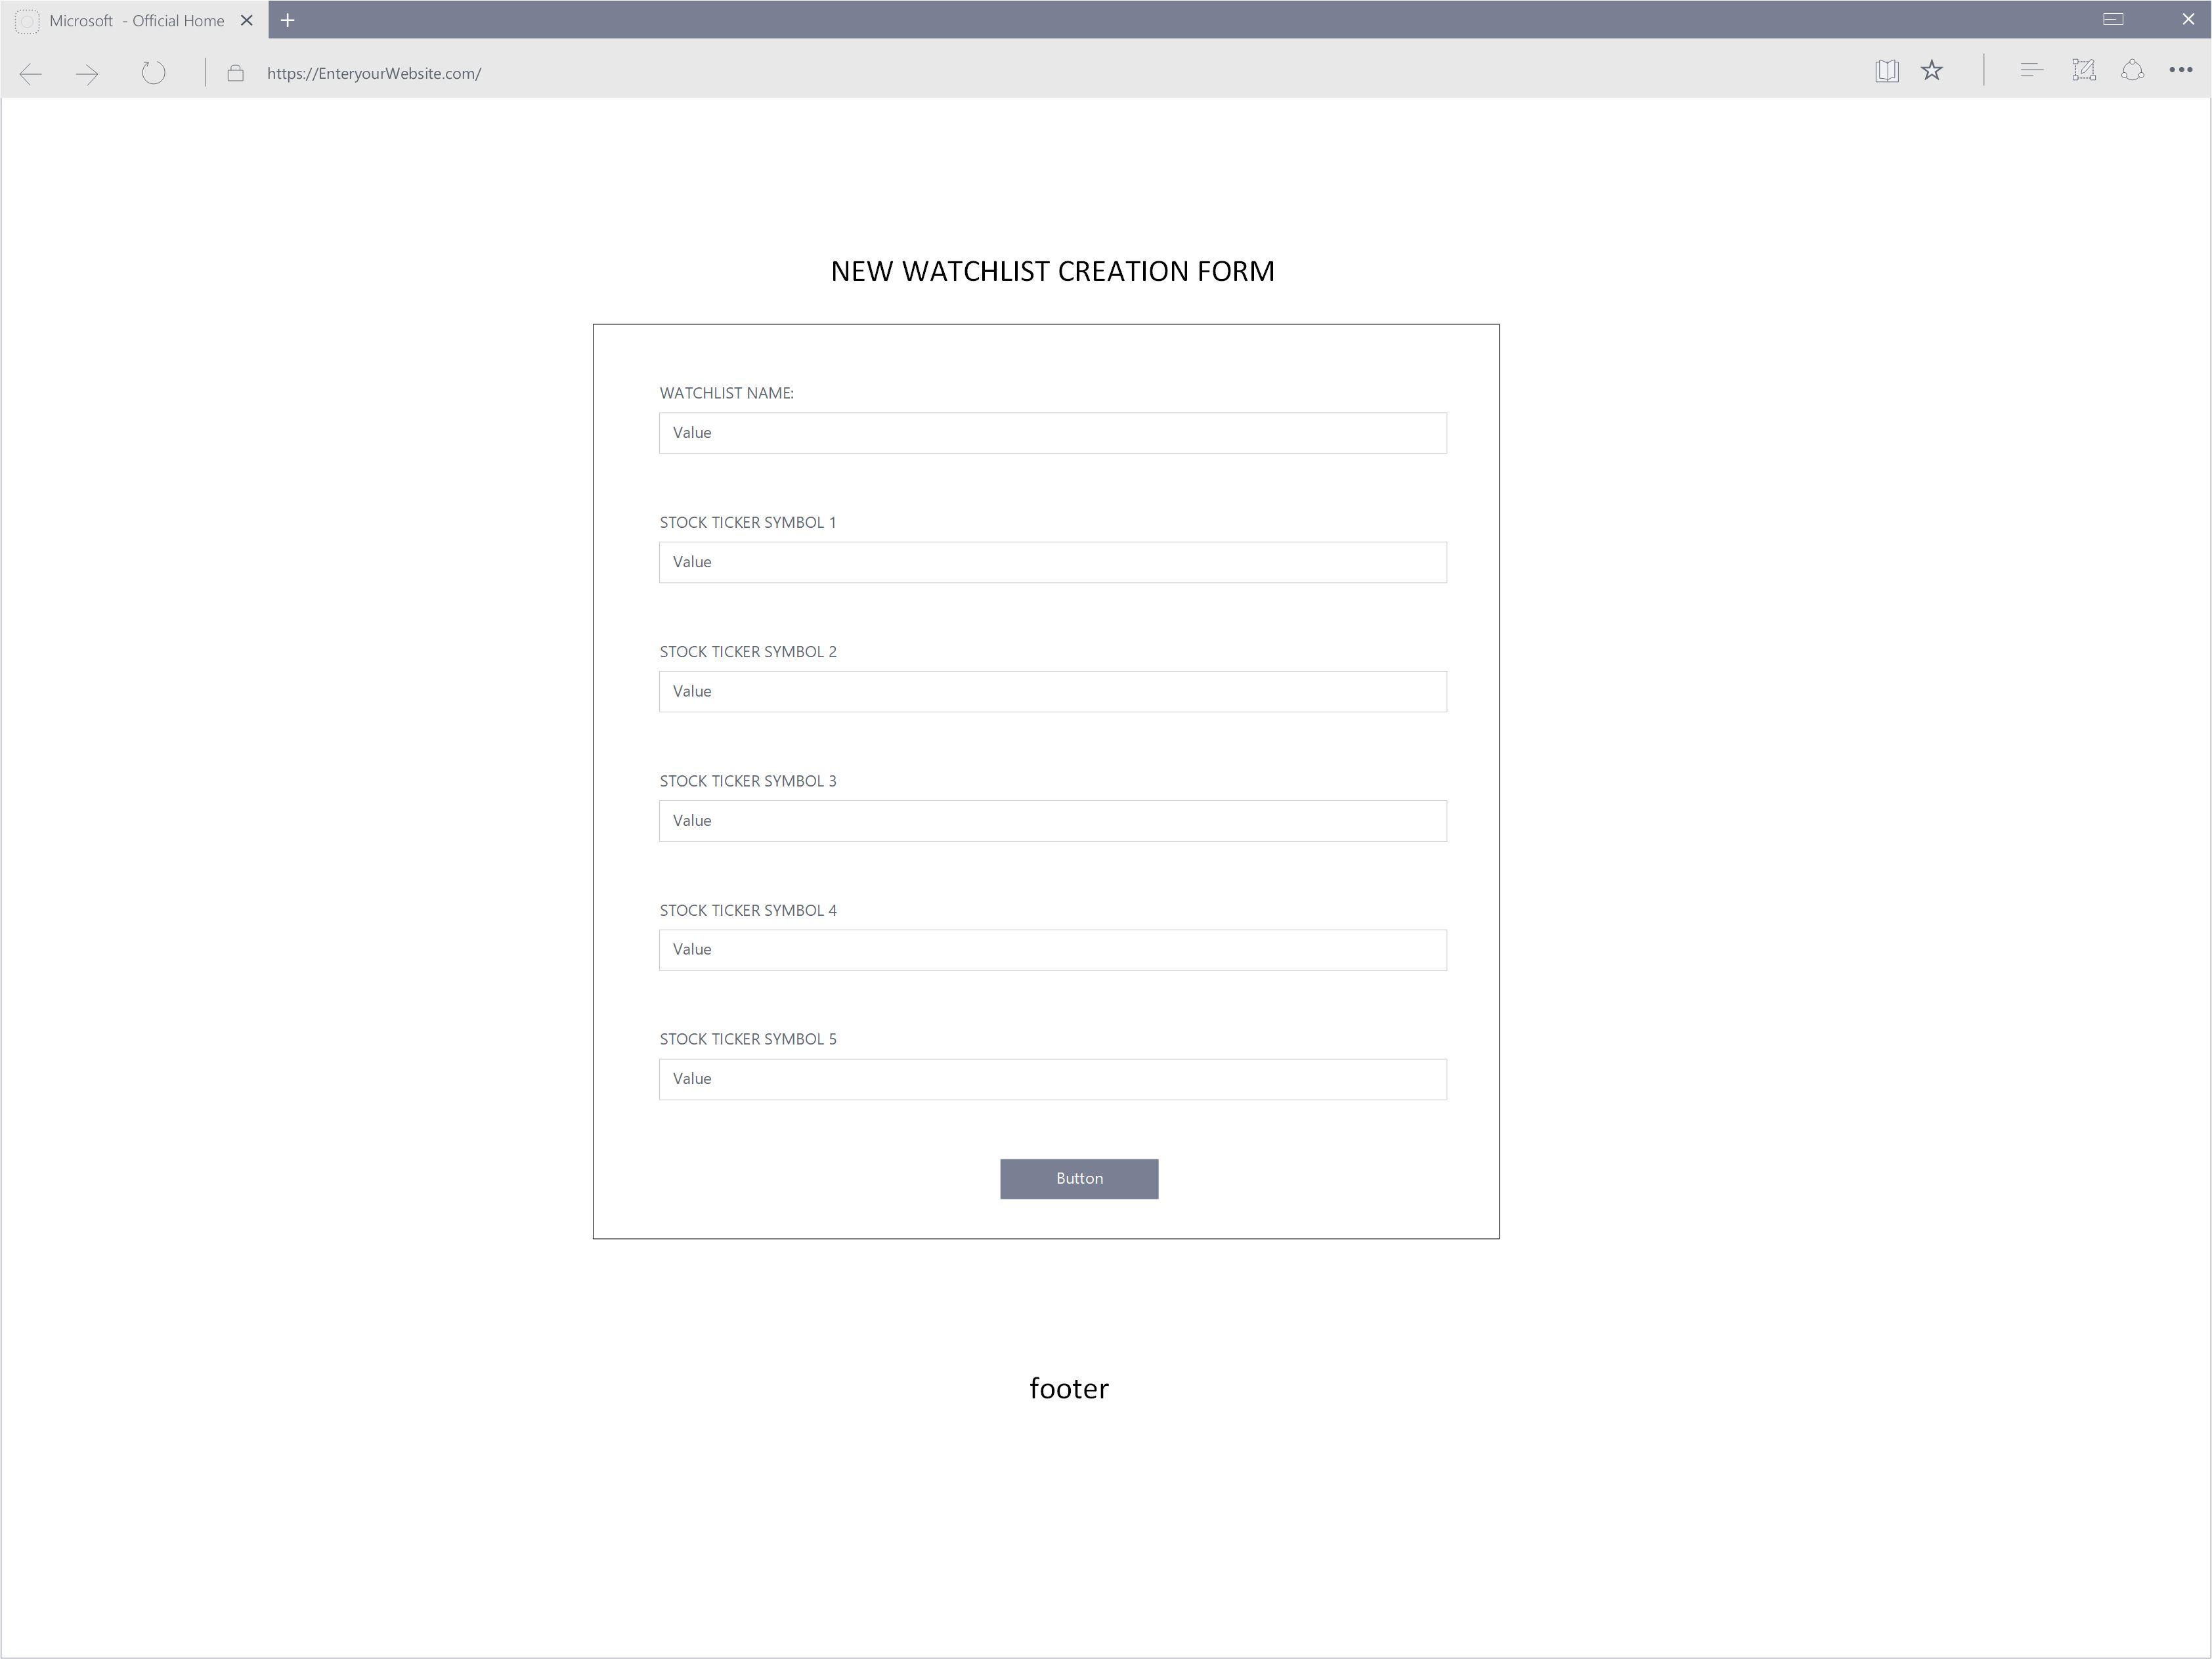 Microsoft - Official Home
https://EnteryourWebsite.com/
NEW WATCHLIST CREATION FORM
WATCHLIST NAME:
Value
STOCK TICKER SYMBOL 1
Value
STOCK TICKER SYMBOL 2
Value
STOCK TICKER SYMBOL 3
Value
STOCK TICKER SYMBOL 4
Value
STOCK TICKER SYMBOL 5
Value
Button
footer